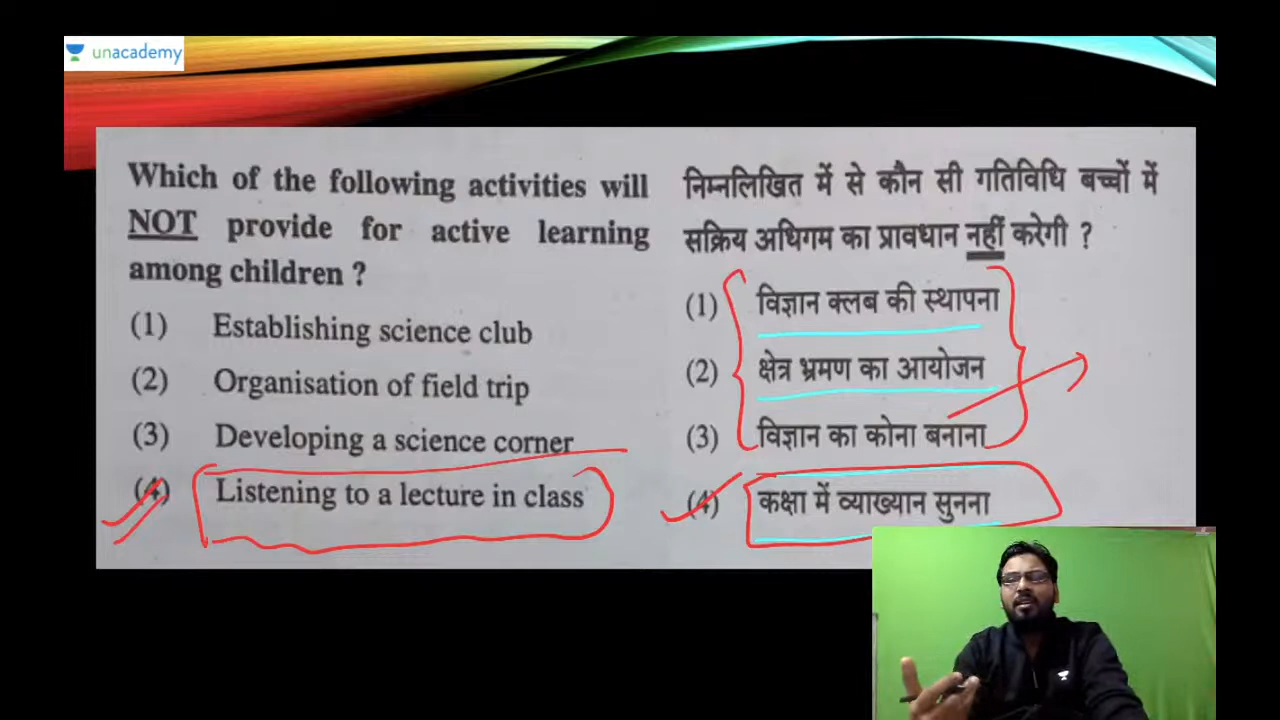 unacademy
Which of the following activities will
NOT provide for active learning
among children ?
(1) Establishing science club
(2) Organisation of field trip
(3) Developing a science corner
(4) Listening to a lecture in class
निम्नलिखित में से कौन सी गतिविधि बच्चों में
सक्रिय अधिगम का प्रावधान नहीं करेगी ?
(1) विज्ञान क्लब की स्थापना
(2) क्षेत्र भ्रमण का आयोजन
(3) विज्ञान का कोना बनाना
(4) कक्षा में व्याख्यान सुनना